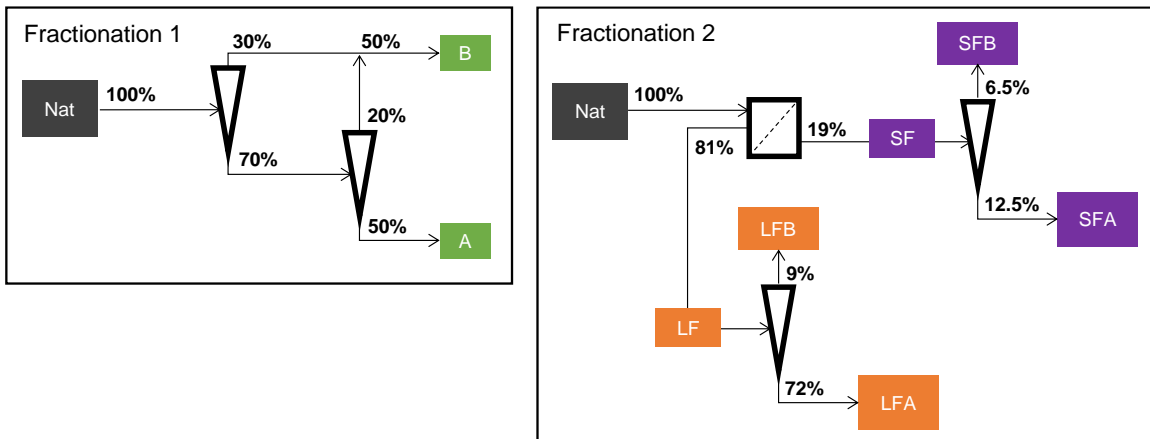 Fractionation 1
30%
50%
B
Nat
100%
20%
70%
50%
A
Fractionation 2
SFB
6.5%
Nat
100%
19%
SF
81%
12.5%
SFA
LFB
9%
LF
72%
LFA